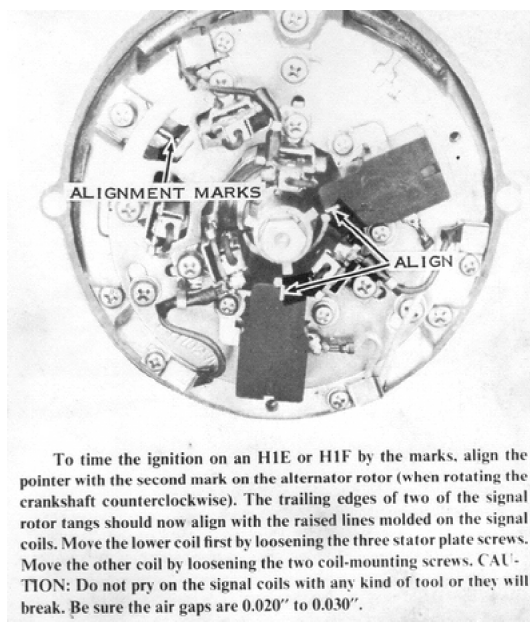 ALIGNMENT MARKS
ALIGN
To time the ignition on an H1E or H1F by the marks, align the
pointer with the second mark on the alternator rotor (when rotating the
crankshaft counterclockwise). The trailing edges of two of the signal
rotor tangs should now align with the raised lines molded on the signal
coils. Move the lower coil first by loosening the three stator plate screws.
Move the other coil by loosening the two coil-mounting screws. CAU-
TION: Do not pry on the signal coils with any kind of tool or they will
break. Be sure the air gaps are 0.020″ to 0.030″.